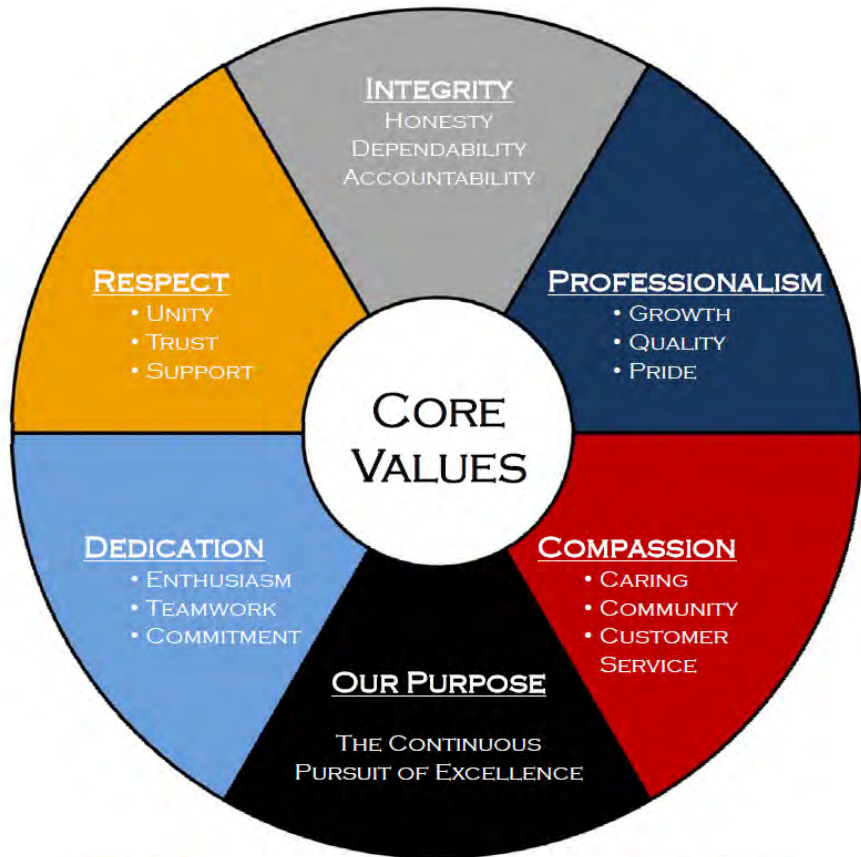 INTEGRITY
HONESTY
DEPENDABILITY
ACCOUNTABILITY
RESPECT
• UNITY
• TRUST
• SUPPORT
PROFESSIONALISM
• GROWTH
• QUALITY
• PRIDE
CORE
VALUES
DEDICATION
• ENTHUSIASM
• TEAMWORK
• COMMITMENT
COMPASSION
• CARING
• COMMUNITY
• CUSTOMER
SERVICE
OUR PURPOSE
THE CONTINUOUS
PURSUIT OF EXCELLENCE